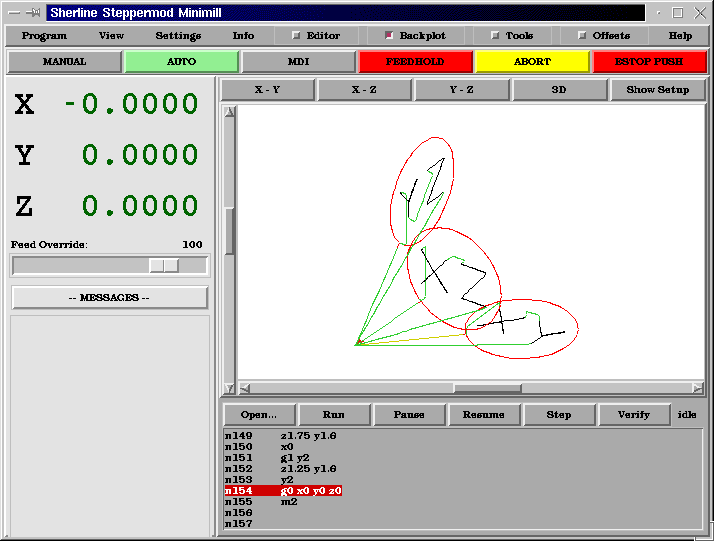 Sherline Steppermod Minimill
Program View Settings Info Editor Backplot Tools Offsets Help
MANUAL AUTO MDI FEEDHOLD ABORT ESTOP PUSH
X -0.0000
Y 0.0000
Z 0.0000
Feed Override: 100
-- MESSAGES --
X - Y X - Z Y - Z 3D Show Setup
YZ
XZ
XY
Open... Run Pause Resume Step Verify idle
n149 z1.75 y1.6
n150 x0
n151 g1 y2
n152 z1.25 y1.6
n153 y2
n154 g0 x0 y0 z0
n155 m2
n156
n157